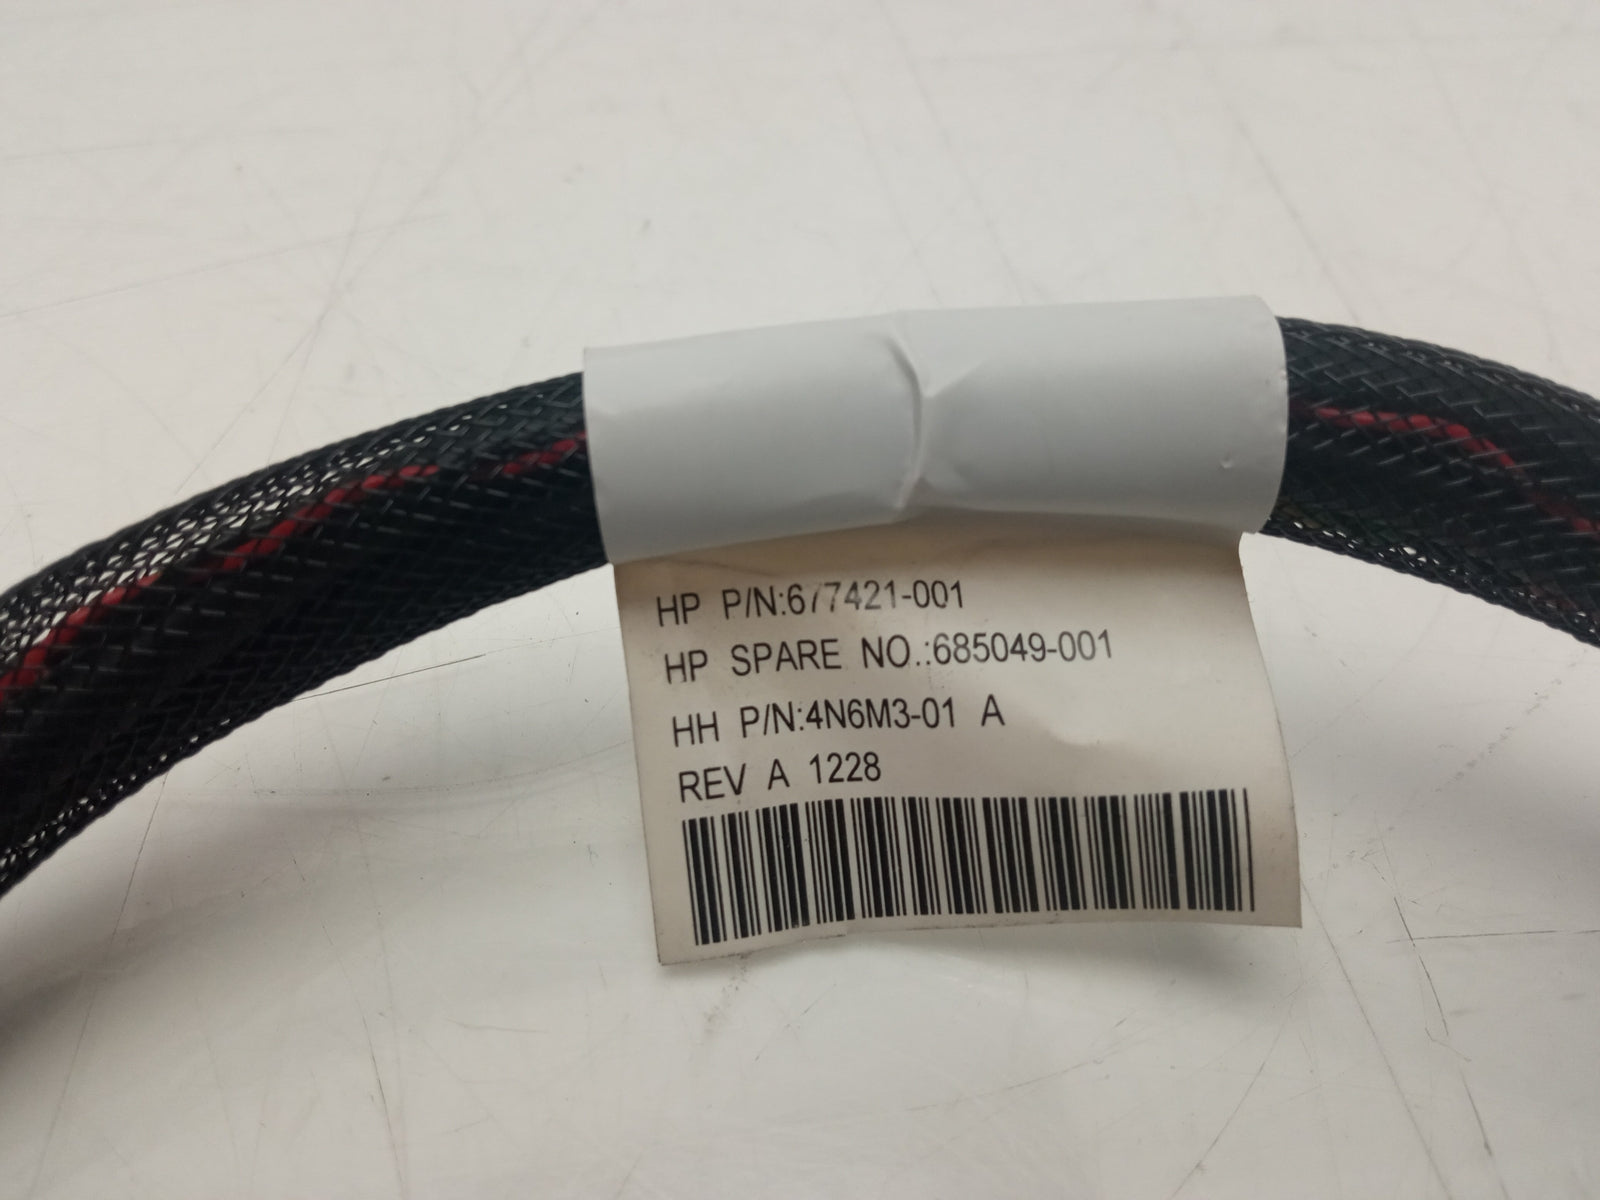 HP P/N:677421-001
HP SPARE NO.:685049-001
HH P/N:4N6M3-01 A
REV A 1228